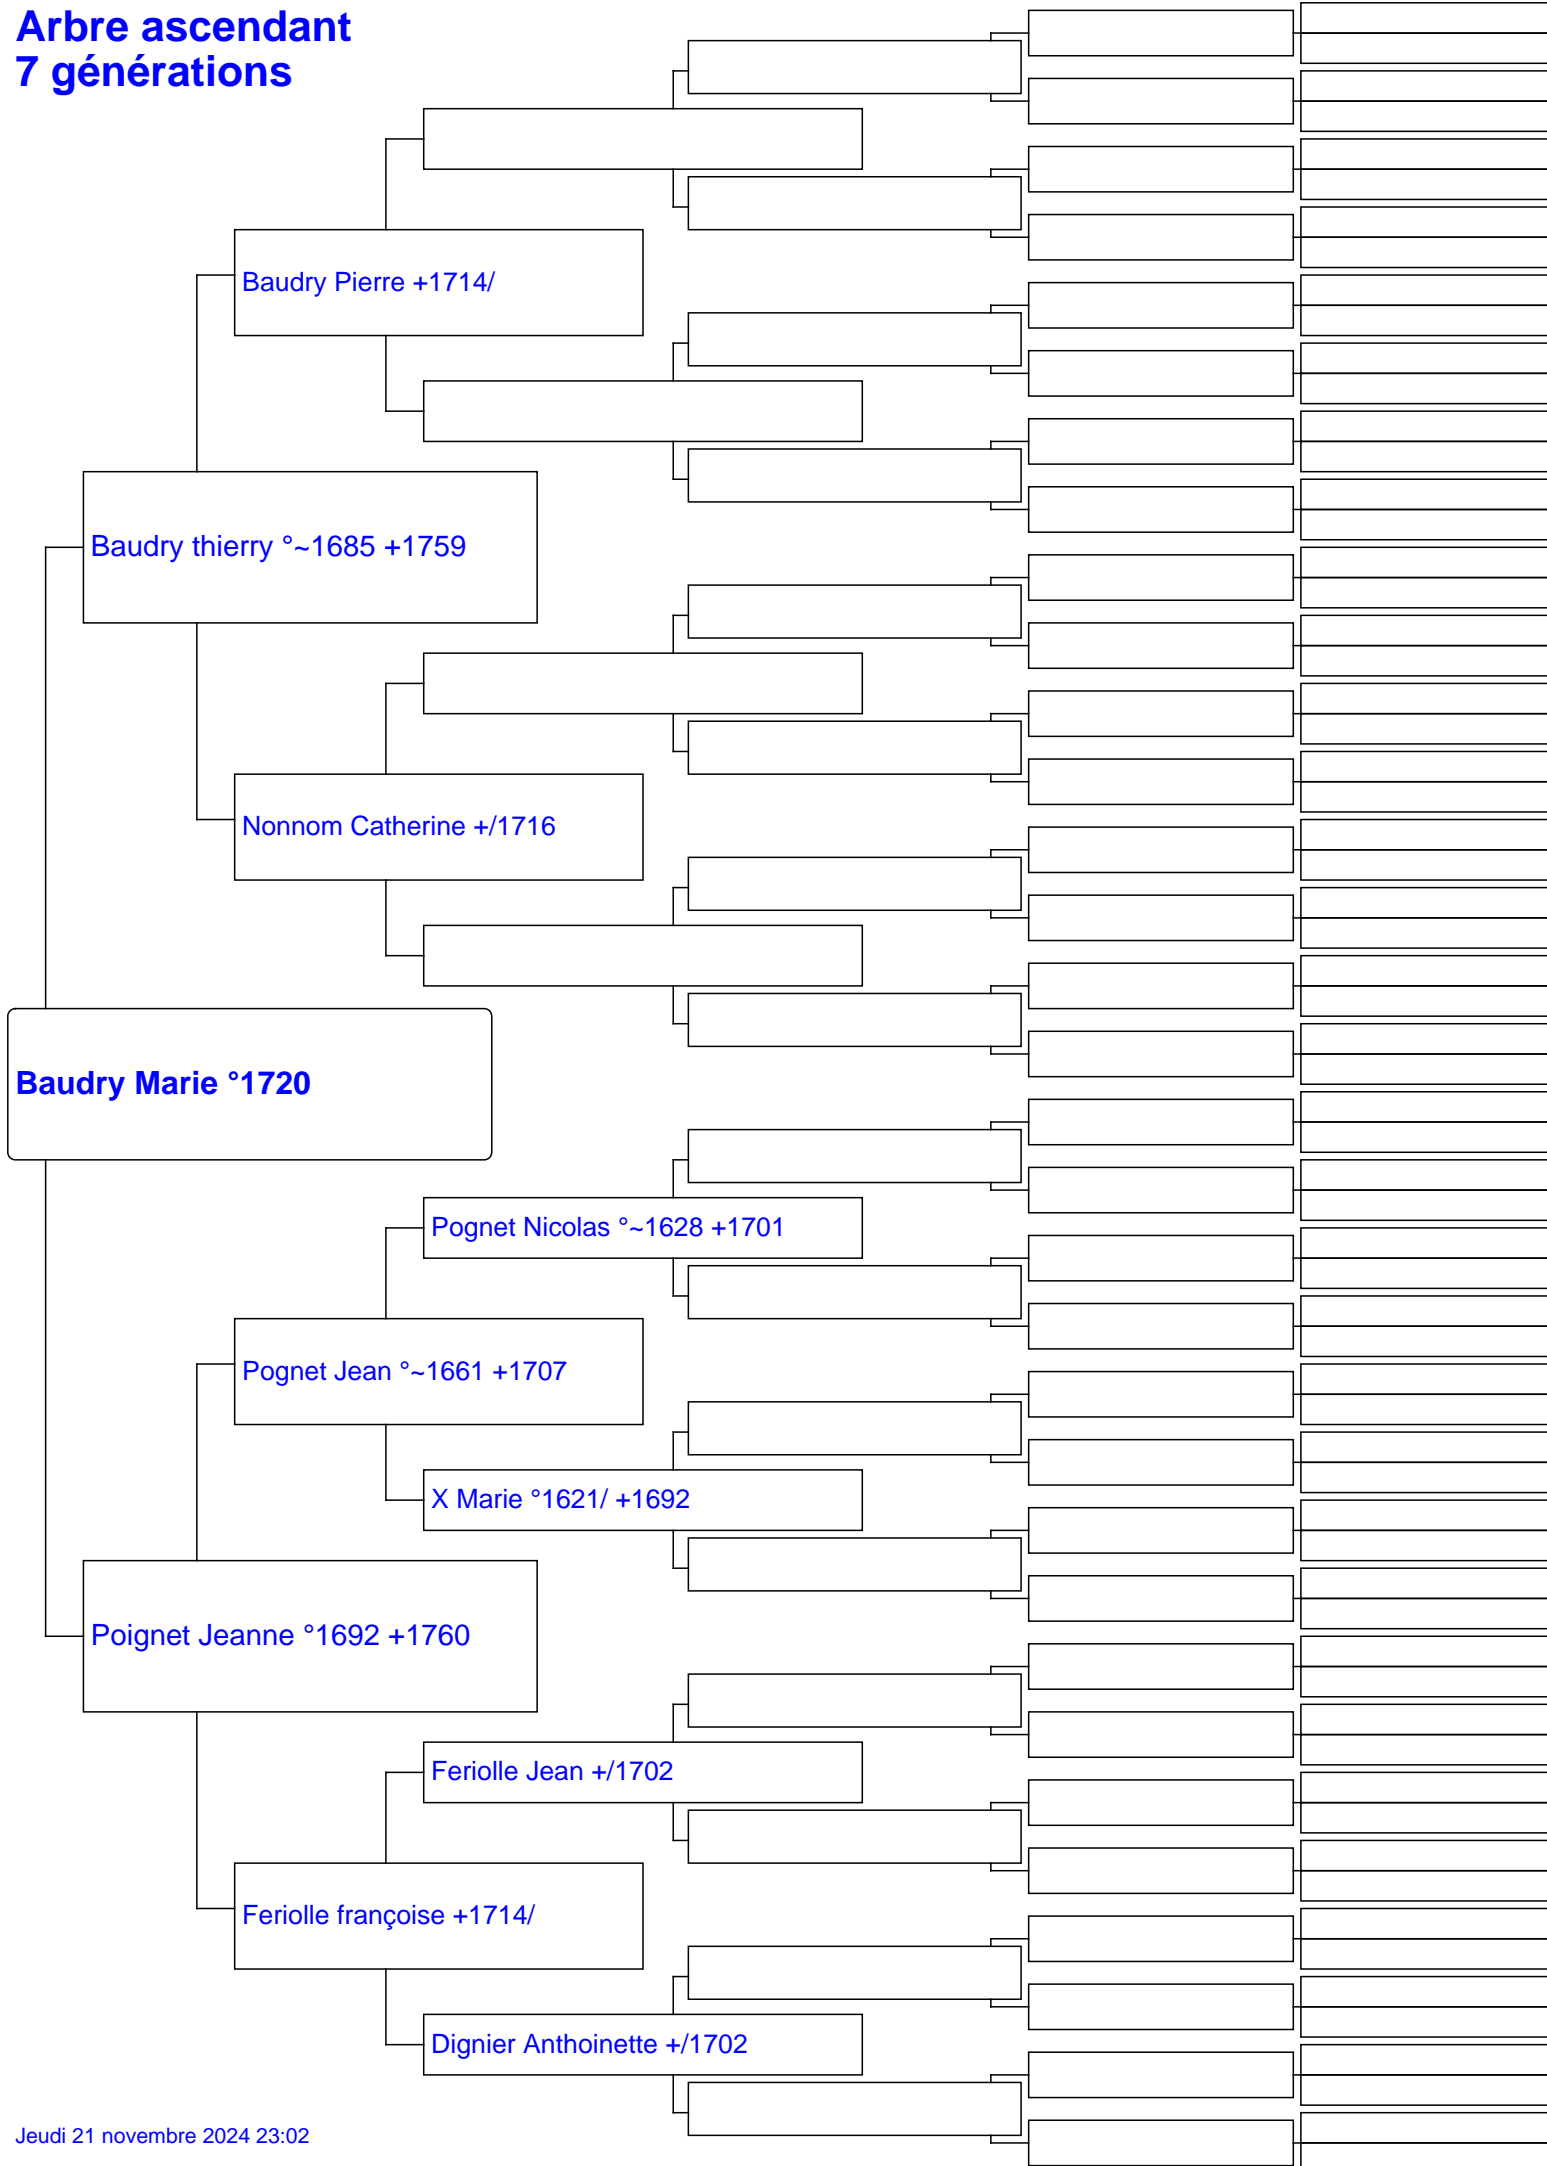 Arbre ascendant
7 générations
Baudry Pierre +1714/
Baudry thierry °~1685 +1759
Nonnom Catherine +/1716
Baudry Marie °1720
Pognet Nicolas °~1628 +1701
Pognet Jean °~1661 +1707
X Marie °1621/ +1692
Poignet Jeanne °1692 +1760
Feriolle Jean +/1702
Feriolle françoise +1714/
Dignier Anthoinette +/1702
Jeudi 21 novembre 2024 23:02